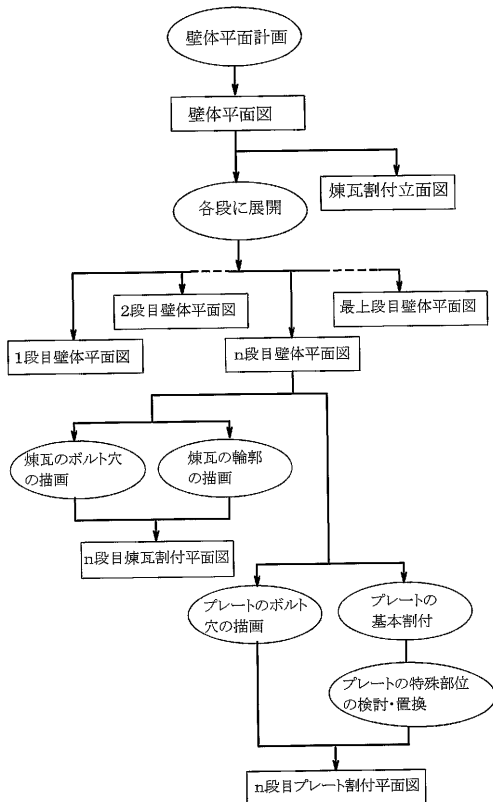 壁体平面計画
壁体平面図
煉瓦割付立面図
各段に展開
2段目壁体平面図
最上段目壁体平面図
1段目壁体平面図
n段目壁体平面図
煉瓦のボルト穴
の描画
煉瓦の輪郭
の描画
n段目煉瓦割付平面図
プレートのボルト
穴の描画
プレートの
基本割付
プレートの特殊部位
の検討・置換
n段目プレート割付平面図